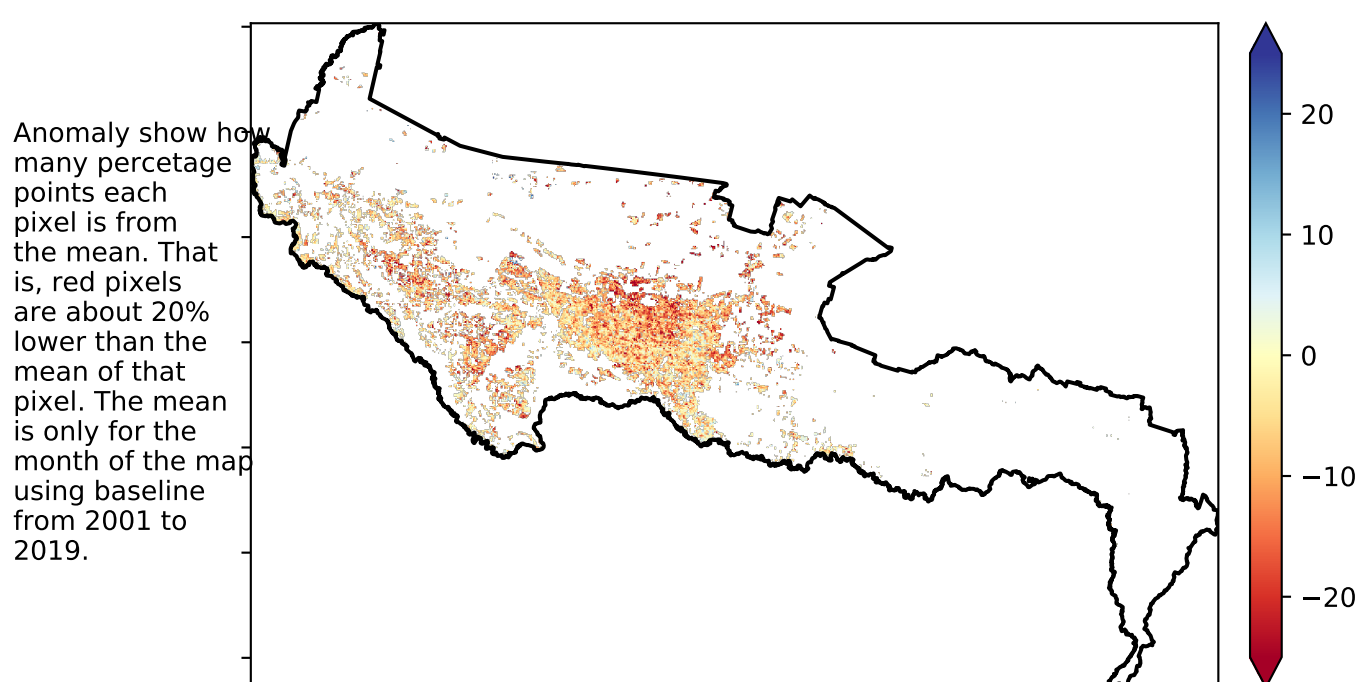 Anomaly show how
many percetage
points each
pixel is from
the mean. That
is, red pixels
are about 20%
lower than the
mean of that
pixel. The mean
is only for the
month of the map
using baseline
from 2001 to
2019.
20
10
0
−10
−20